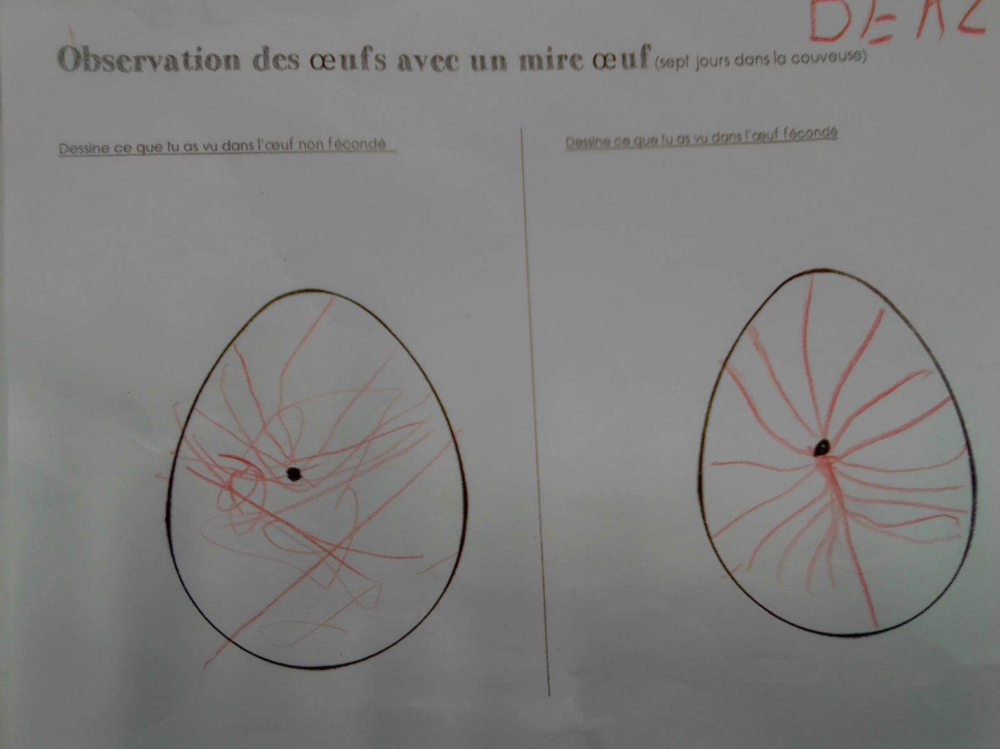 Observation des œufs avec un mire œuf (sept jours dans la couveuse)
Dessine ce que tu as vu dans l'œuf non fécondé
Dessine ce que tu as vu dans l'œuf fécondé